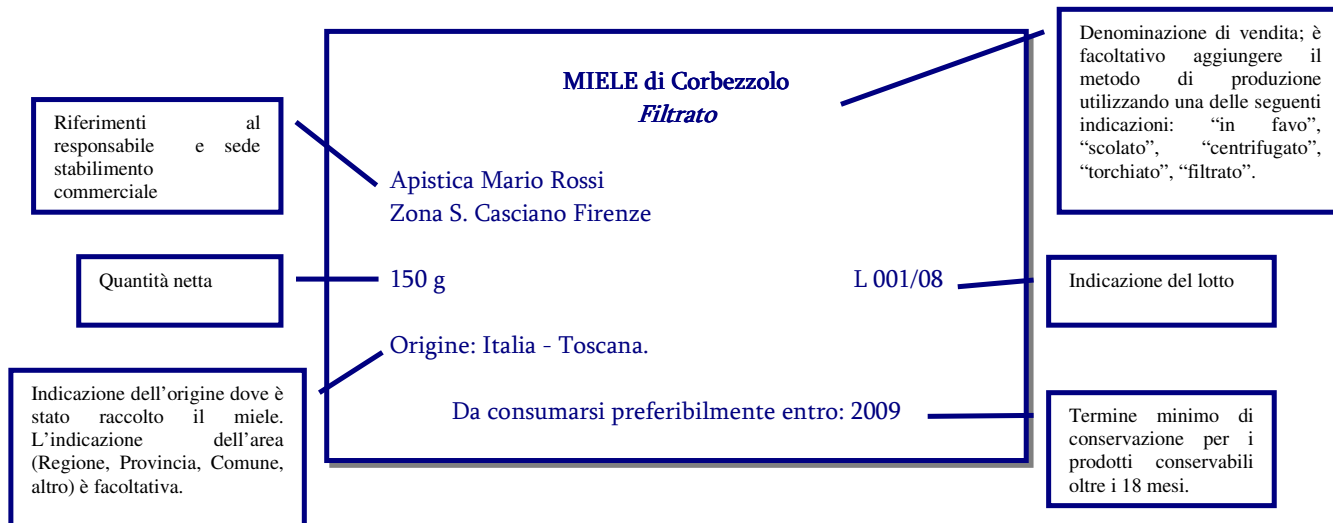 MIELE di Corbezzolo
Filtrato
Denominazione di vendita; è
facoltativo aggiungere il
metodo di produzione
utilizzando una delle seguenti
indicazioni: “in favo”,
“scolato”, “centrifugato”,
“torchiato”, “filtrato”.
Riferimenti al
responsabile e sede
stabilimento
commerciale
Apistica Mario Rossi
Zona S. Casciano Firenze
Quantità netta
150 g
L 001/08
Indicazione del lotto
Origine: Italia - Toscana.
Indicazione dell’origine dove è
stato raccolto il miele.
L’indicazione dell’area
(Regione, Provincia, Comune,
altro) è facoltativa.
Da consumarsi preferibilmente entro: 2009
Termine minimo di
conservazione per i
prodotti conservabili
oltre i 18 mesi.